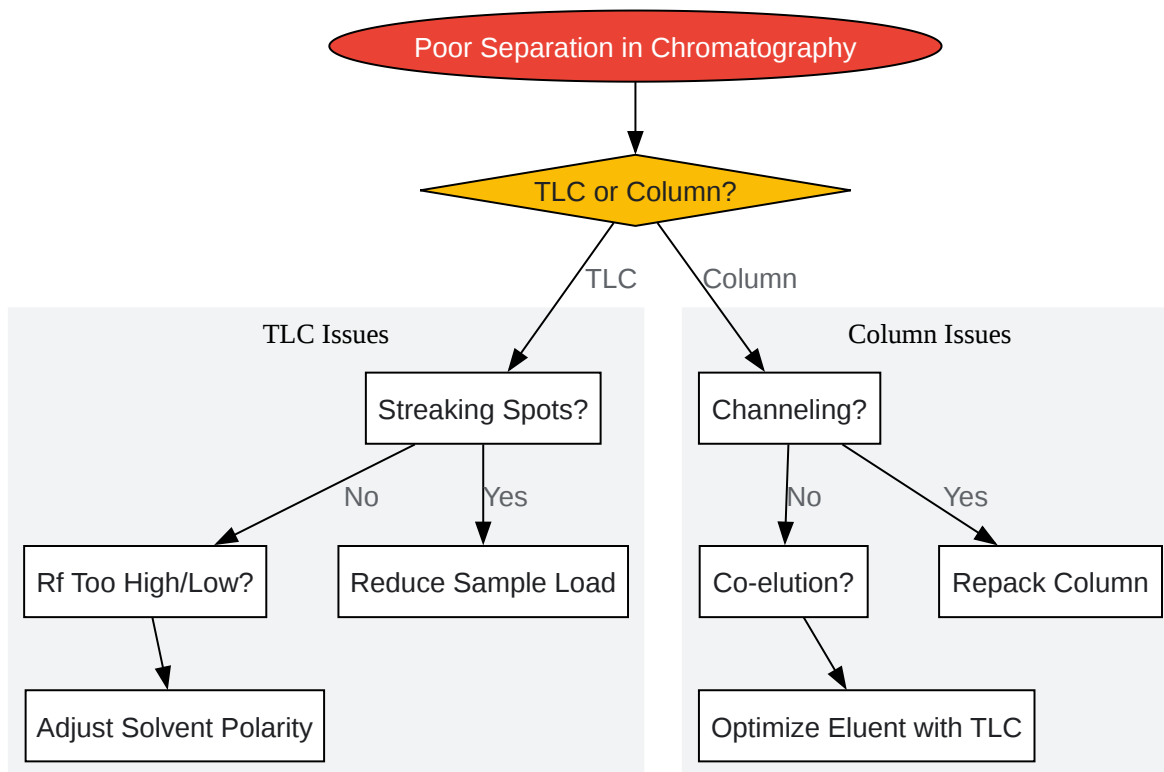 Poor Separation in Chromatography
TLC or Column?
TLC
Column
TLC Issues
Column Issues
Streaking Spots?
Channeling?
No
Yes
No
Yes
Rf Too High/Low?
Reduce Sample Load
Co-elution?
Repack Column
Adjust Solvent Polarity
Optimize Eluent with TLC